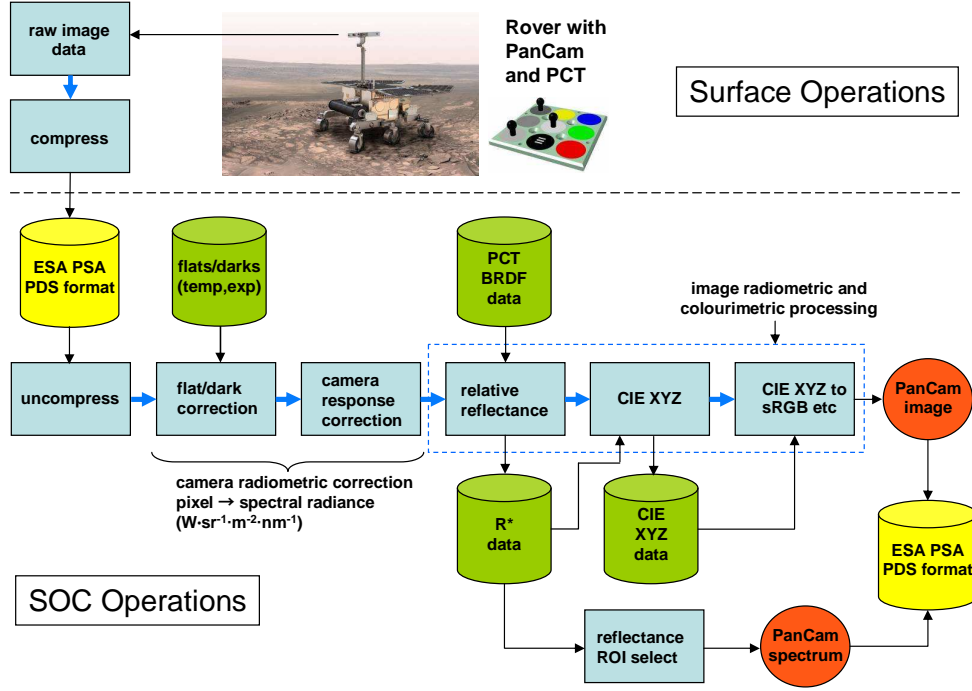 raw image
data
Rover with
PanCam
and PCT
Surface Operations
compress
ESA PSA
PDS format
flats/darks
(temp,exp)
PCT
BRDF
data
image radiometric and
colourimetric processing
uncompress
flat/dark
correction
camera
response
correction
relative
reflectance
CIE XYZ
CIE XYZ to
sRGB etc
PanCam
image
camera radiometric correction
pixel → spectral radiance
(W·sr⁻¹·m⁻²·nm⁻¹)
R*
data
CIE
XYZ
data
ESA PSA
PDS format
SOC Operations
reflectance
ROI select
PanCam
spectrum